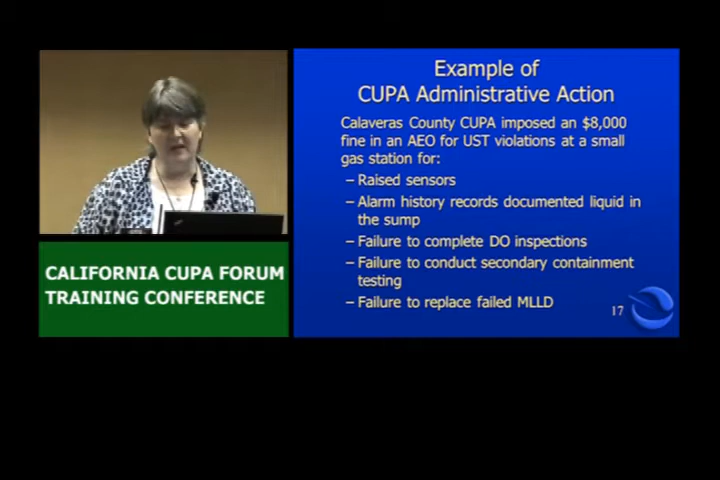 Example of
CUPA Administrative Action
Calaveras County CUPA imposed an $8,000
fine in an AEO for UST violations at a small
gas station for:
– Raised sensors
– Alarm history records documented liquid in
the sump
– Failure to complete DO inspections
– Failure to conduct secondary containment
testing
– Failure to replace failed MLLD
17
CALIFORNIA CUPA FORUM
TRAINING CONFERENCE